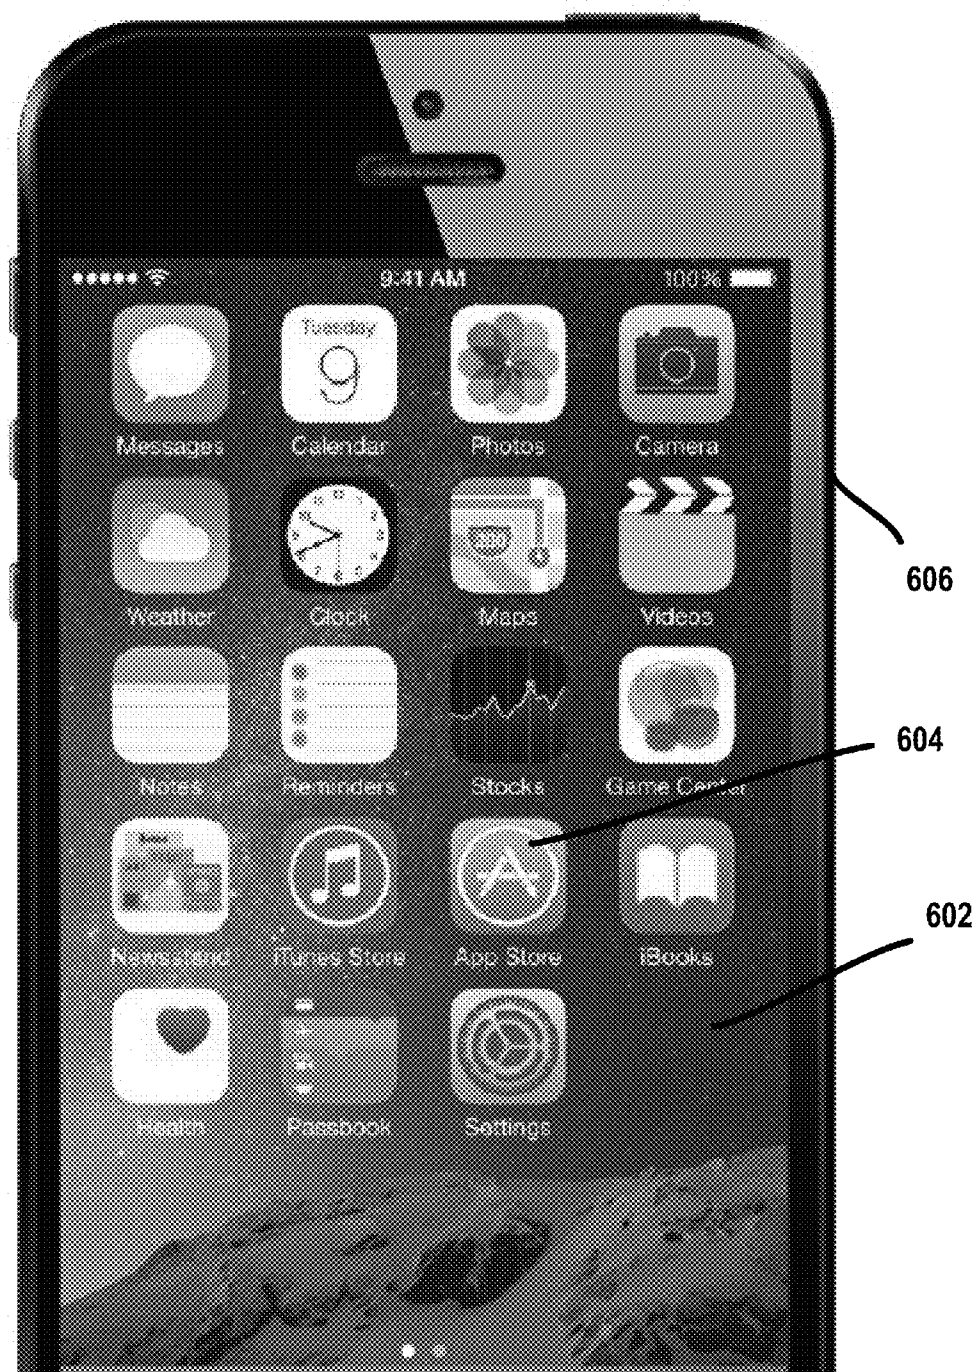 9:41 AM 100%
Tuesday
9
Messages Calendar Photos Camera
Weather Clock Maps Videos
606
Notes Reminders Stocks Game Center
604
Newsstand iTunes Store App Store iBooks
602
Health Passbook Settings